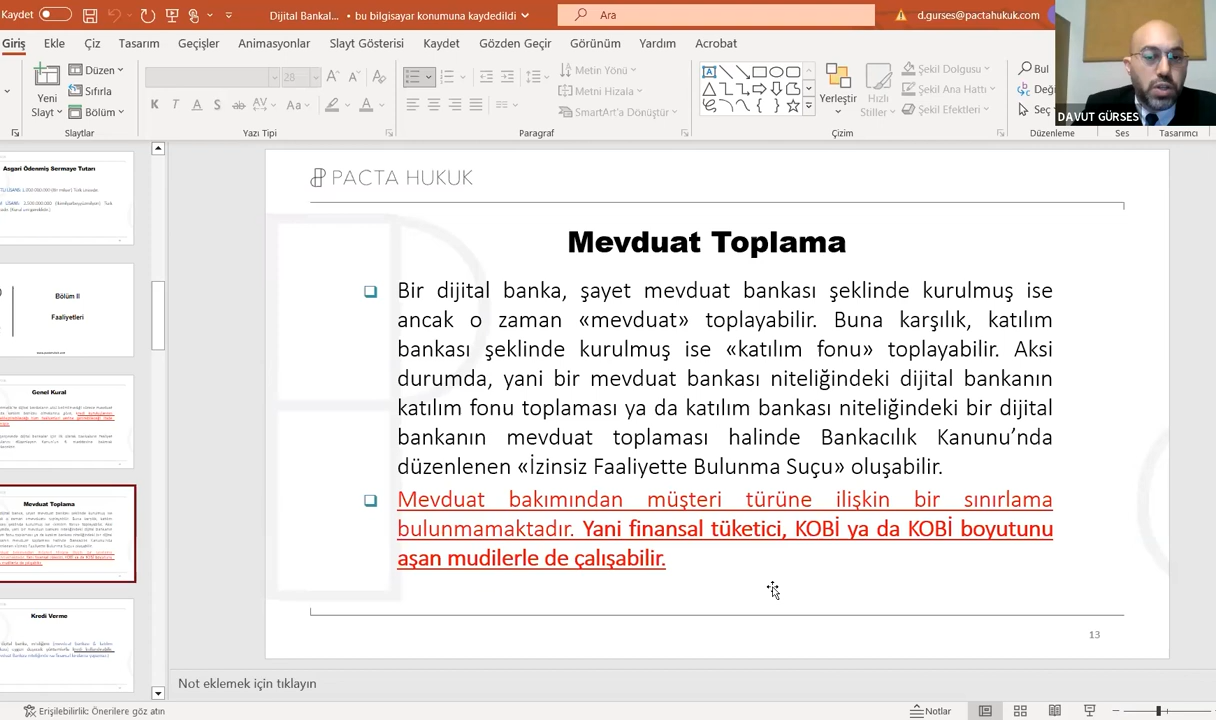 Kaydet
Dijital Bankal... • bu bilgisayar konumuna kaydedildi
Ara
d.gurses@pactahukuk.com
Giriş Ekle Çiz Tasarım Geçişler Animasyonlar Slayt Gösterisi Kaydet Gözden Geçir Görünüm Yardım Acrobat
Yeni
Slayt
Düzen
Sıfırla
Bölüm
Slaytlar
28
K T A S ab AV Aa A
Yazı Tipi
Metin Yönü
Metni Hizala
SmartArt'a Dönüştür
Paragraf
Yerleştir
Hızlı
Stiller
Şekil Dolgusu
Şekil Ana Hattı
Şekil Efektleri
Çizim
Bul
Deği
Seç
Düzenleme
Ses
Tasarımcı
DAVUT GÜRSES
Asgari Ödenmiş Sermaye Tutarı
Bölüm II
Faaliyetleri
Genel Kural
Mevduat Toplama
Kredi Verme
PACTA HUKUK
Mevduat Toplama
Bir dijital banka, şayet mevduat bankası şeklinde kurulmuş ise
ancak o zaman «mevduat» toplayabilir. Buna karşılık, katılım
bankası şeklinde kurulmuş ise «katılım fonu» toplayabilir. Aksi
durumda, yani bir mevduat bankası niteliğindeki dijital bankanın
katılım fonu toplaması ya da katılım bankası niteliğindeki bir dijital
bankanın mevduat toplaması halinde Bankacılık Kanunu’nda
düzenlenen «İzinsiz Faaliyette Bulunma Suçu» oluşabilir.
Mevduat bakımından müşteri türüne ilişkin bir sınırlama
bulunmamaktadır. Yani finansal tüketici, KOBİ ya da KOBİ boyutunu
aşan mudilerle de çalışabilir.
13
Not eklemek için tıklayın
Erişilebilirlik: Önerilere göz atın
Notlar